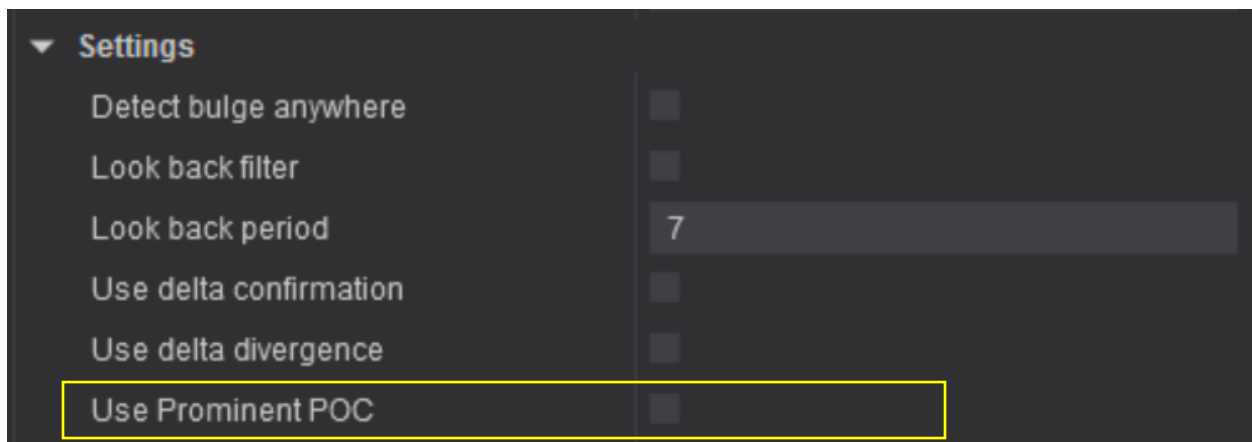 Settings
Detect bulge anywhere
Look back filter
Look back period 7
Use delta confirmation
Use delta divergence
Use Prominent POC